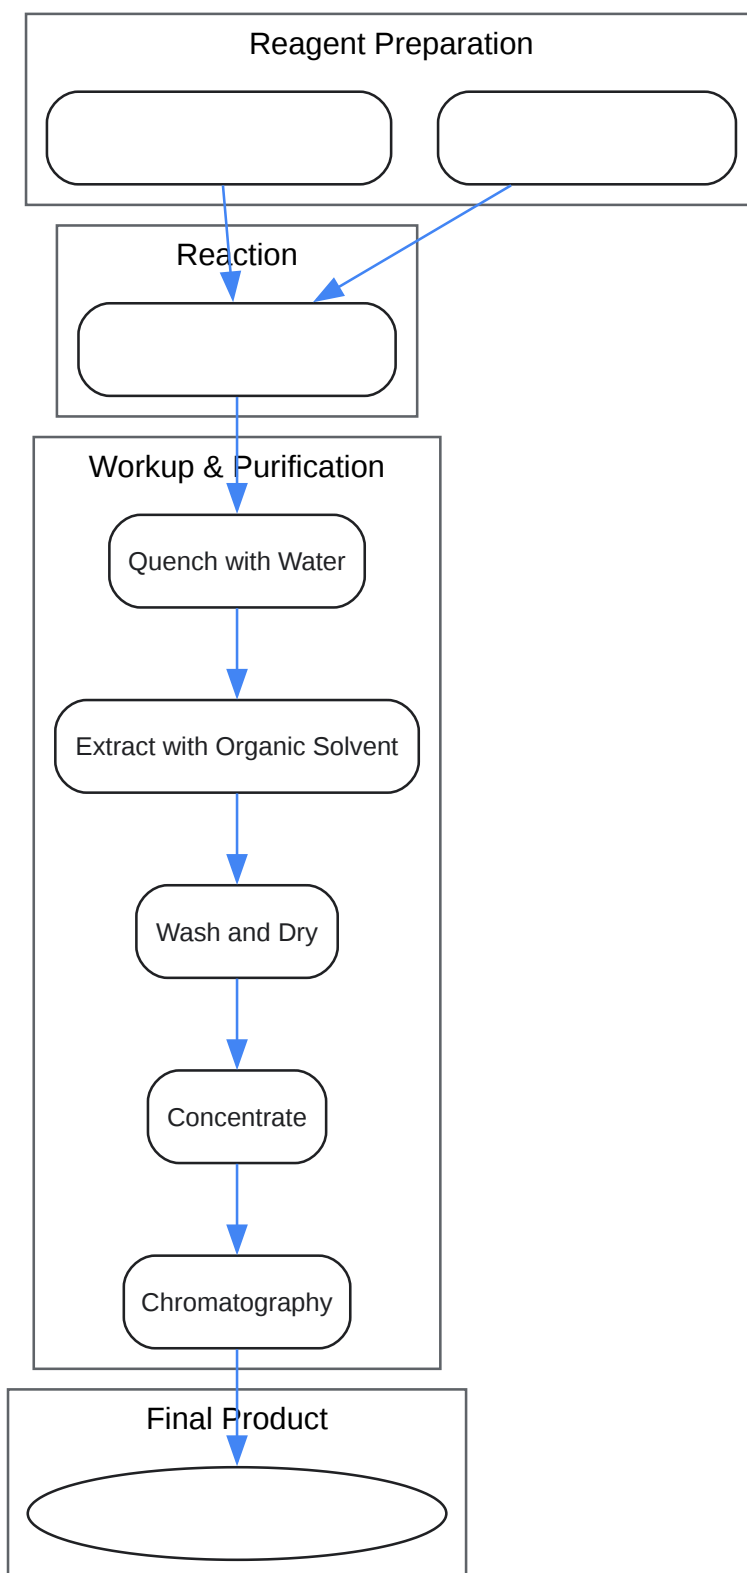 Reagent Preparation
Reaction
Workup & Purification
Quench with Water
Extract with Organic Solvent
Wash and Dry
Concentrate
Chromatography
Final Product